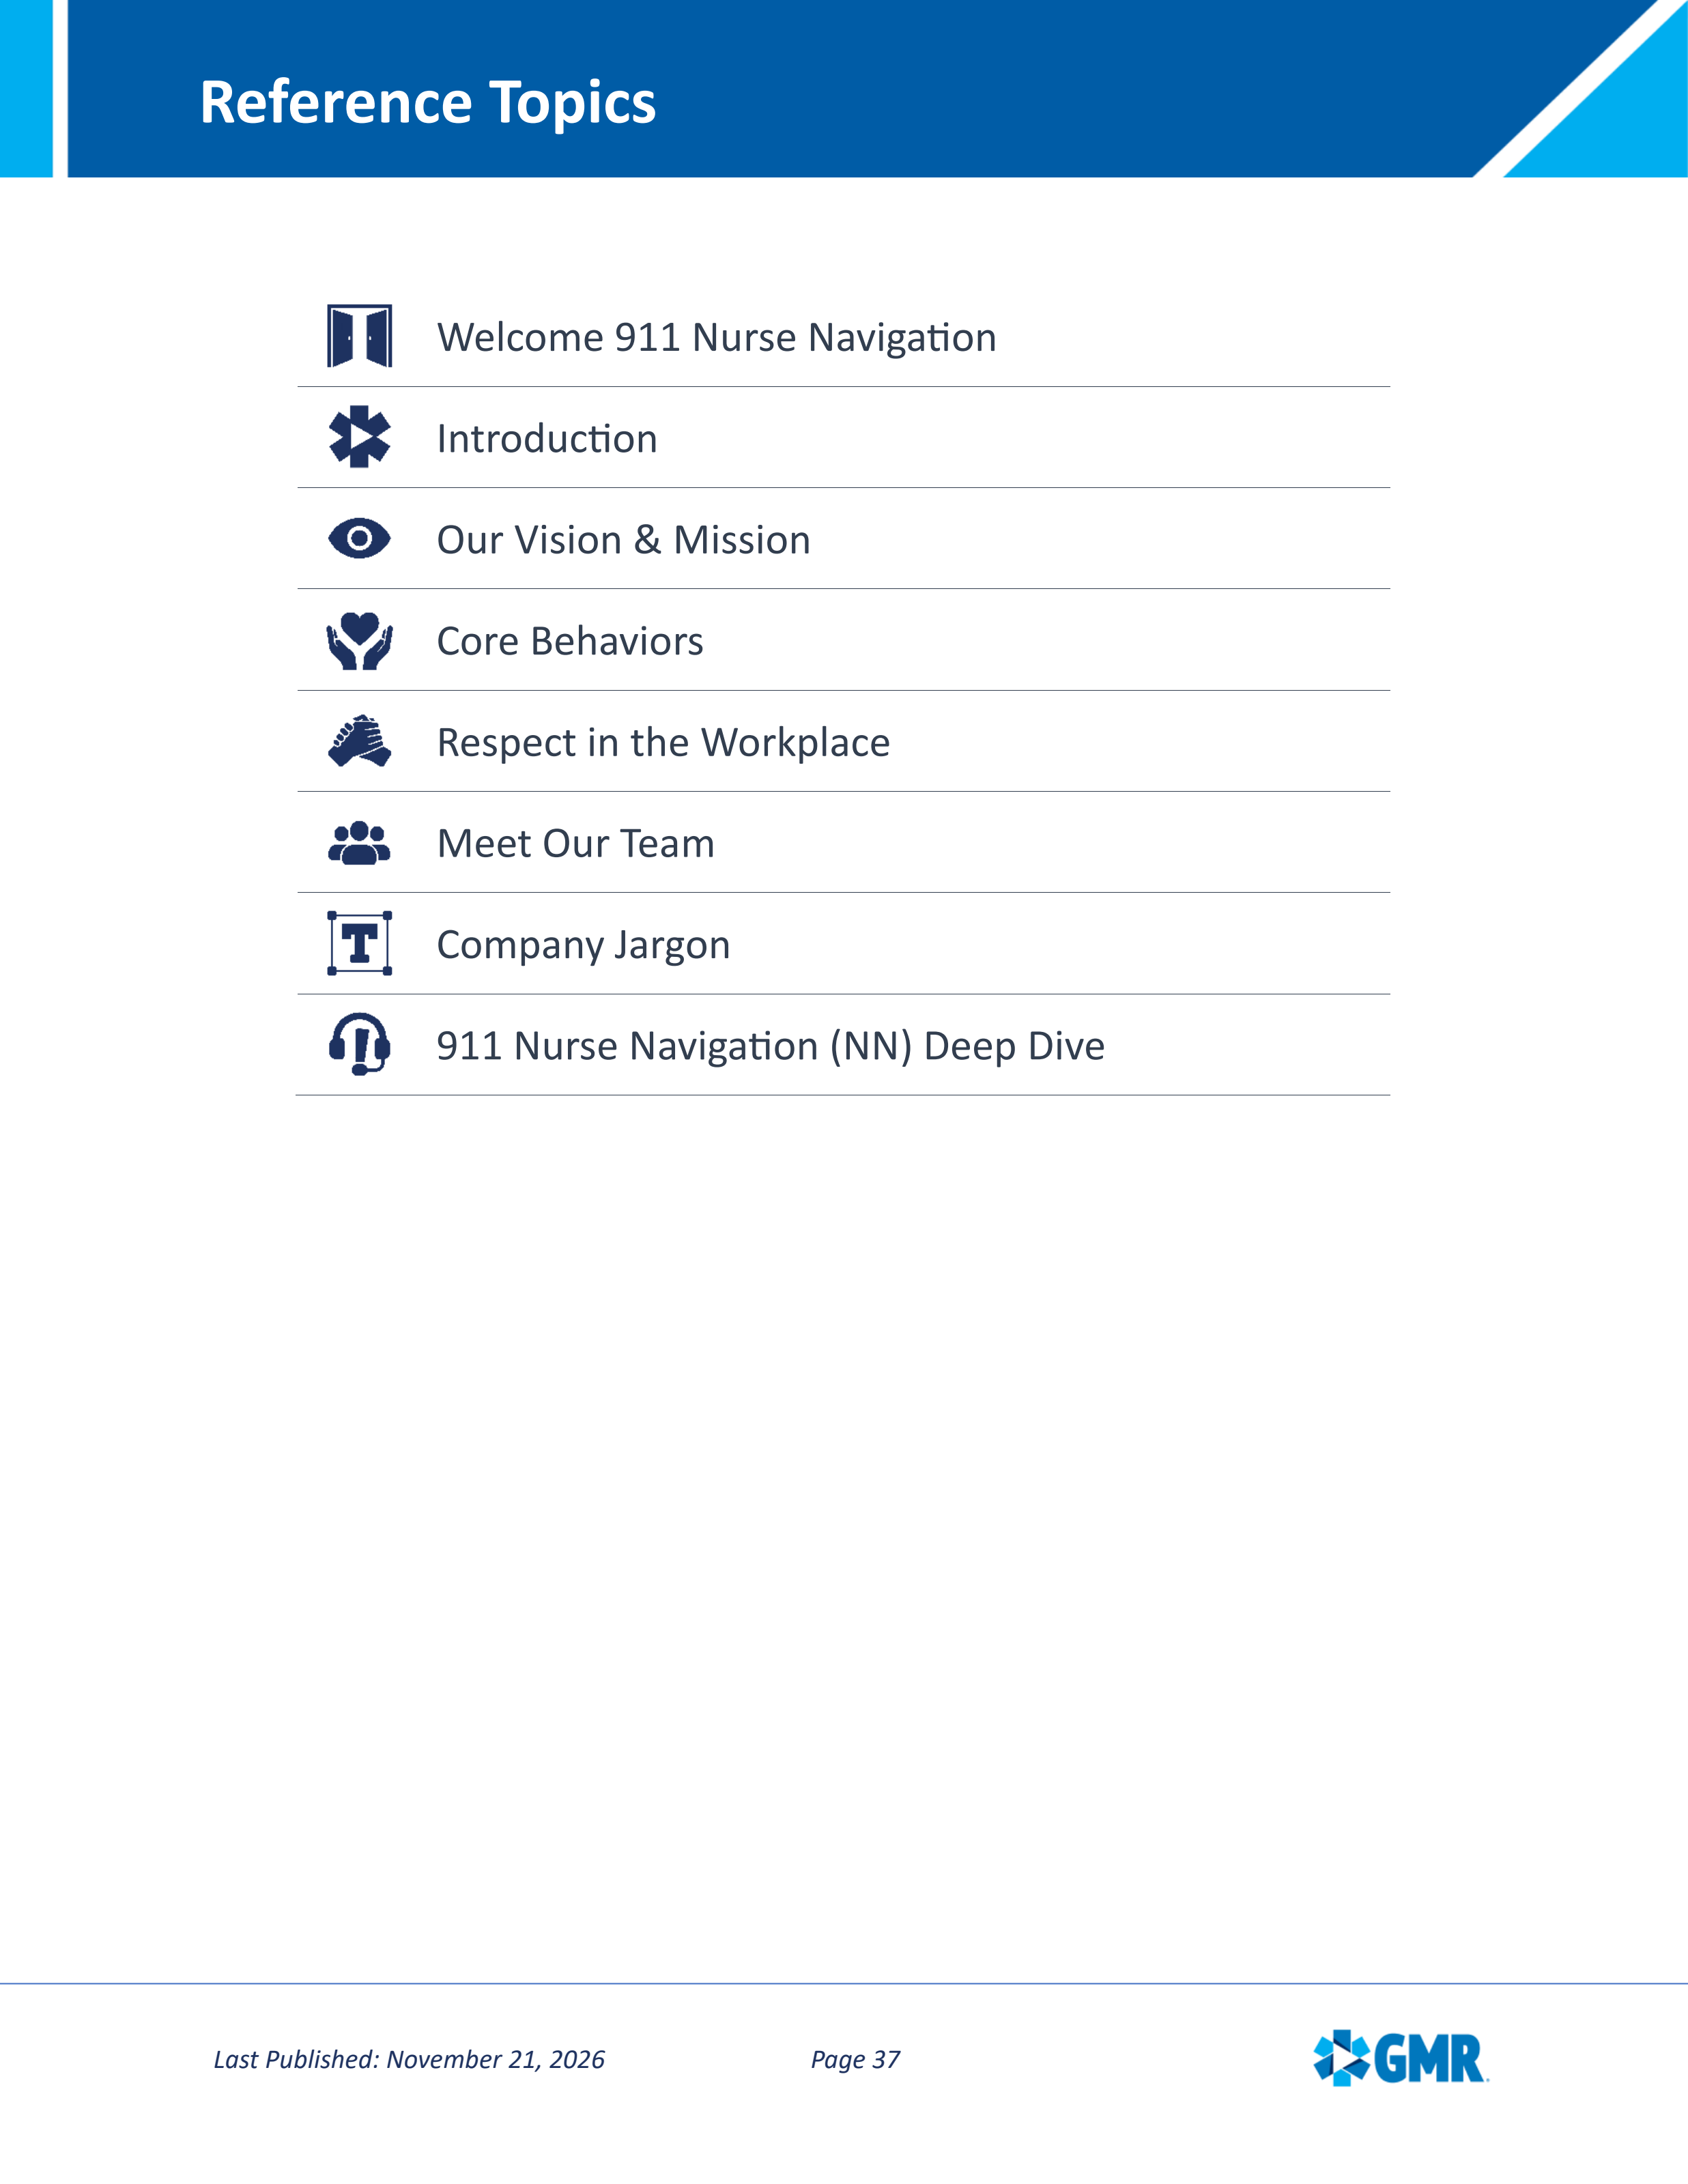 Reference Topics
Welcome 911 Nurse Navigation
Introduction
Our Vision & Mission
Core Behaviors
Respect in the Workplace
Meet Our Team
T
Company Jargon
911 Nurse Navigation (NN) Deep Dive
Last Published: November 21, 2026
Page 37
GMR